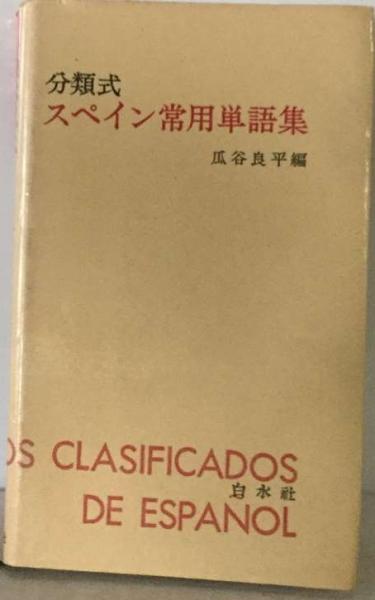 分類式
スペイン常用単語集
瓜谷良平編
OS CLASIFICADOS
白水社
DE ESPANOL